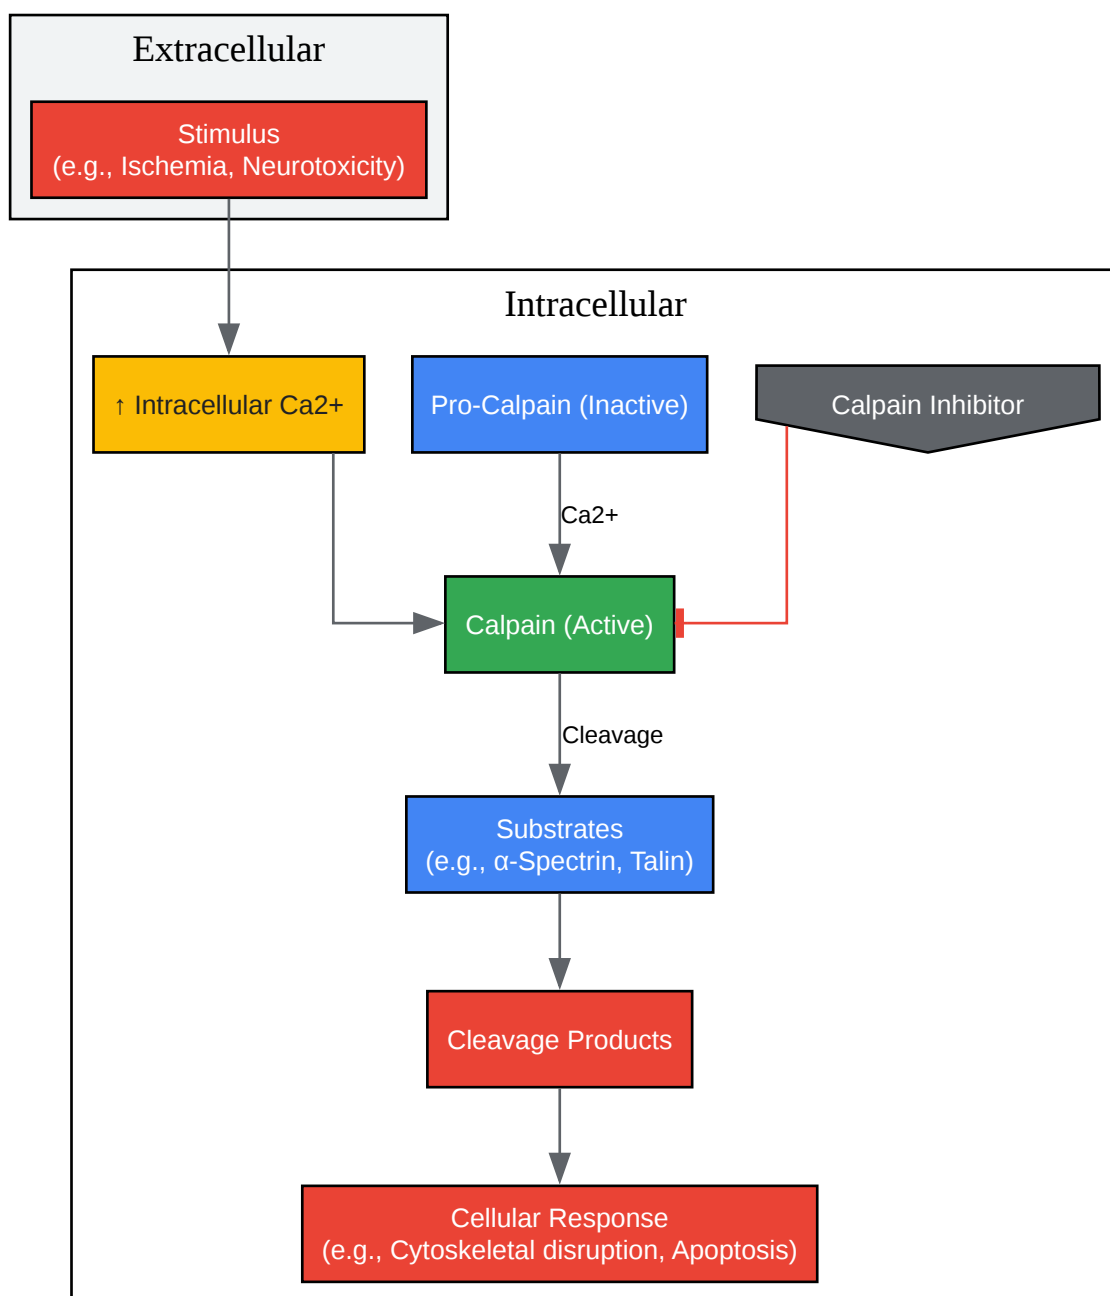 Extracellular
Stimulus
(e.g., Ischemia, Neurotoxicity)
Intracellular
↑ Intracellular Ca2+
Pro-Calpain (Inactive)
Calpain Inhibitor
Ca2+
Calpain (Active)
Cleavage
Substrates
(e.g., α-Spectrin, Talin)
Cleavage Products
Cellular Response
(e.g., Cytoskeletal disruption, Apoptosis)